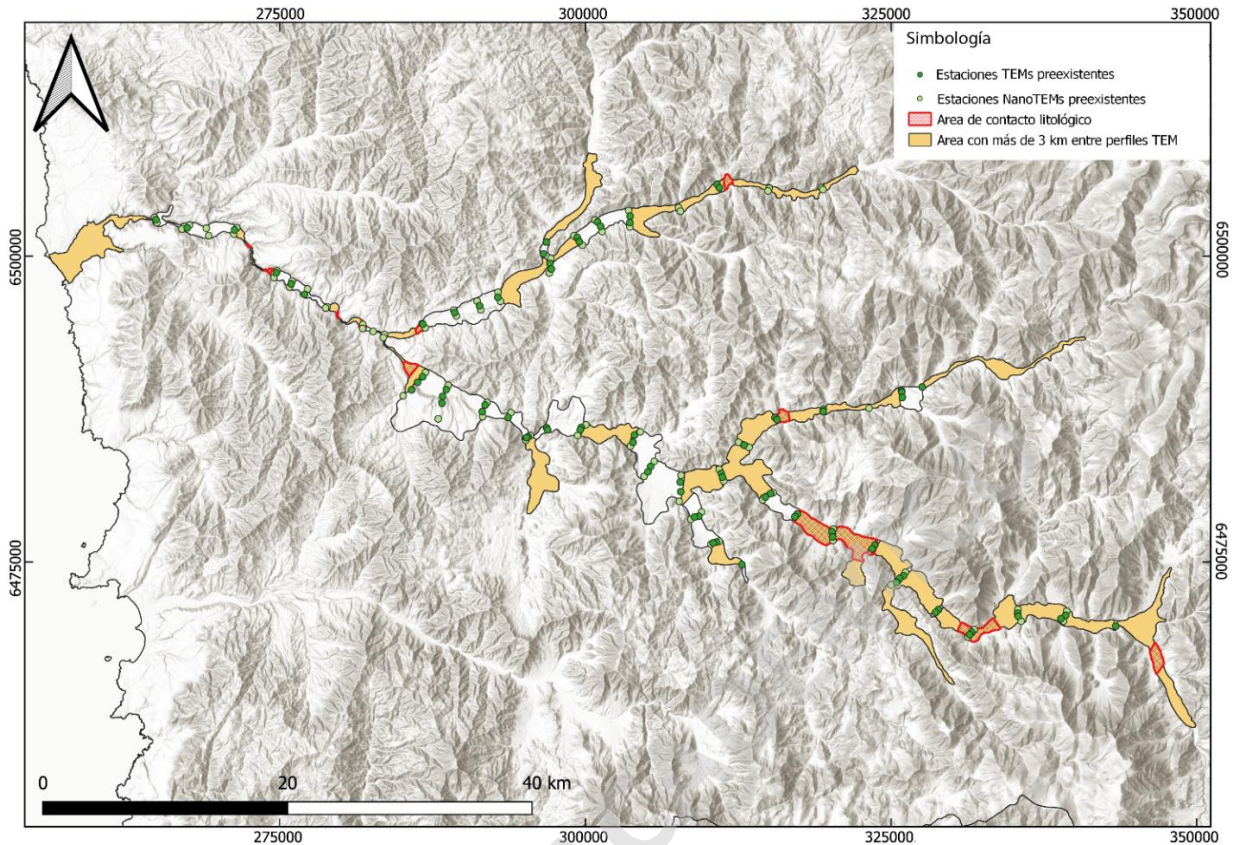 275000 300000 325000 350000
Simbología
Estaciones TEMs preexistentes
Estaciones NanoTEMs preexistentes
Area de contacto litológico
Area con más de 3 km entre perfiles TEM
6500000 6500000
6475000 6475000
0 20 40 km
275000 300000 325000 350000